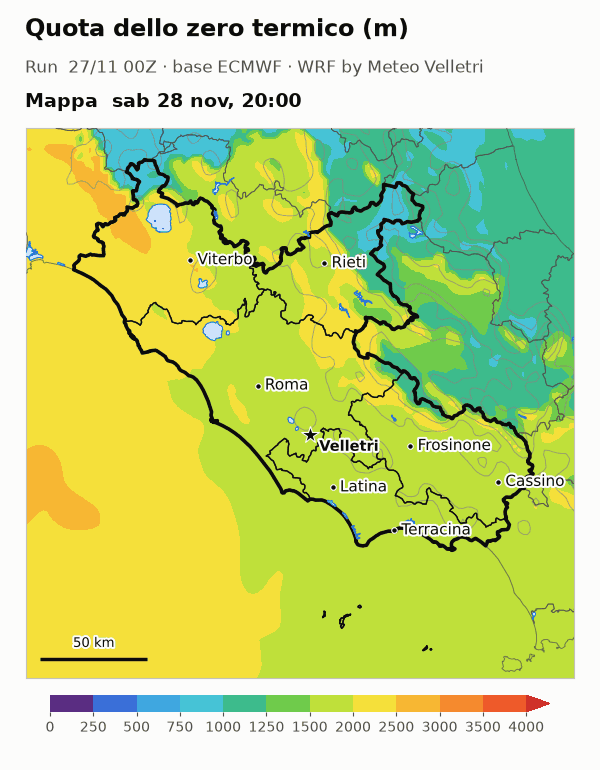 Quota dello zero termico (m)
Run  27/11 00Z · base ECMWF · WRF by Meteo Velletri
Mappa  sab 28 nov, 20:00
Viterbo
Rieti
Roma
Velletri
Frosinone
Cassino
Latina
Terracina
50 km
0 250 500 750 1000 1250 1500 2000 2500 3000 3500 4000